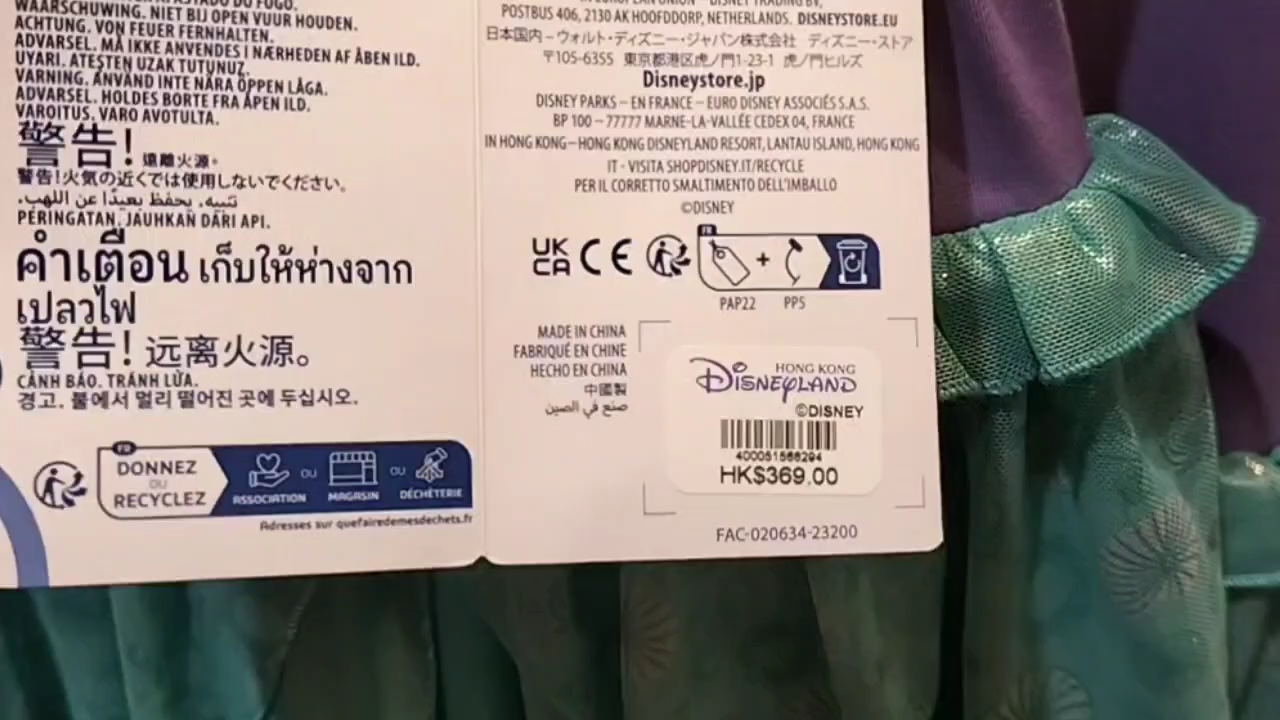 WAARSCHUWING. NIET BIJ OPEN VUUR HOUDEN.
ACHTUNG. VON FEUER FERNHALTEN.
ADVARSEL. MÅ IKKE ANVENDES I NÆRHEDEN AF ÅBEN ILD.
UYARI. ATEŞTEN UZAK TUTUNUZ.
VARNING. ANVÄND INTE NÄRA ÖPPEN LÅGA.
ADVARSEL. HOLDES BORTE FRA ÅPEN ILD.
VAROITUS. VARO AVOTULTA.
警告! 遠離火源。
警告!火気の近くでは使用しないでください。
تنبيه. يحفظ بعيدًا عن اللهب.
PERINGATAN. JAUHKAN DARI API.
คำเตือน เก็บให้ห่างจาก
เปลวไฟ
警告! 远离火源。
CẢNH BÁO. TRÁNH LỬA.
경고. 불에서 멀리 떨어진 곳에 두십시오.
FR
DONNEZ
OU
RECYCLEZ
ASSOCIATION
OU
MAGASIN
OU
DÉCHÈTERIE
Adresses sur quefairedemesdechets.fr
POSTBUS 406, 2130 AK HOOFDDORP, NETHERLANDS. DISNEYSTORE.EU
日本国内－ウォルト・ディズニー・ジャパン株式会社 ディズニー・ストア
〒105-6355 東京都港区虎ノ門1-23-1 虎ノ門ヒルズ
Disneystore.jp
DISNEY PARKS – EN FRANCE – EURO DISNEY ASSOCIÉS S.A.S.
BP 100 – 77777 MARNE-LA-VALLÉE CEDEX 04, FRANCE
IN HONG KONG – HONG KONG DISNEYLAND RESORT, LANTAU ISLAND, HONG KONG
IT - VISITA SHOPDISNEY.IT/RECYCLE
PER IL CORRETTO SMALTIMENTO DELL'IMBALLO
©DISNEY
UK
CA CE
FR
+
PAP22 PP5
MADE IN CHINA
FABRIQUÉ EN CHINE
HECHO EN CHINA
中國製
صنع في الصين
HONG KONG
DISNEYLAND
©DISNEY
400051566294
HK$369.00
FAC-020634-23200